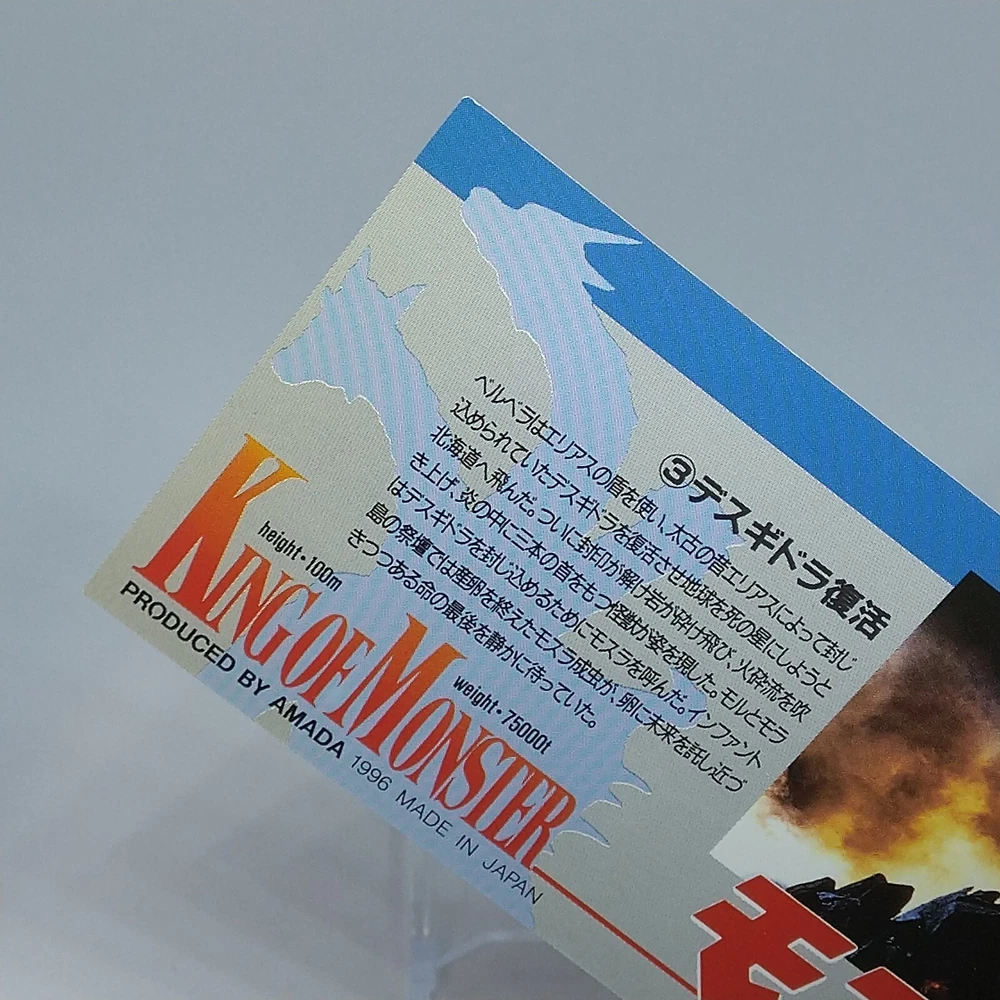 ③デスギドラ復活
ベルベラはエリアスの盾を使い、太古の昔エリアスによって封じ
込められていたデスギドラを復活させ地球を死の星にしようと
北海道へ飛んだ。ついに封印が解け岩が砕け飛び、火砕流を吹
き上げ、炎の中に三本の首をもつ怪獣が姿を現した。モルとモラ
はデスギドラを封じ込めるためにモスラを呼んだ。インファント
島の祭壇では産卵を終えたモスラ成虫が、卵に未来を託し近づ
きつつある命の最後を静かに待っていた。
height・100m
weight・75000t
KING OF MONSTER
PRODUCED BY AMADA 1996 MADE IN JAPAN
モ